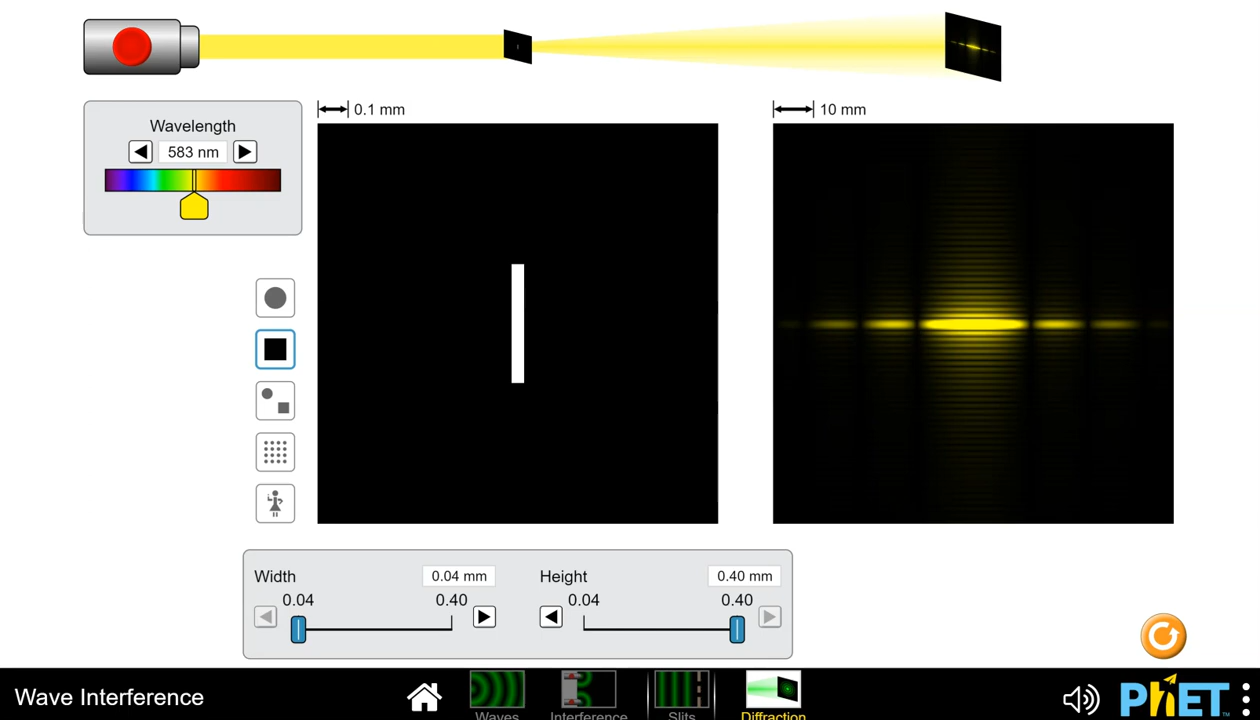 0.1 mm
10 mm
Wavelength
583 nm
Width
0.04 mm
0.04
0.40
Height
0.40 mm
0.04
0.40
Wave Interference
Waves
Interference
Slits
Diffraction
PhET
TM